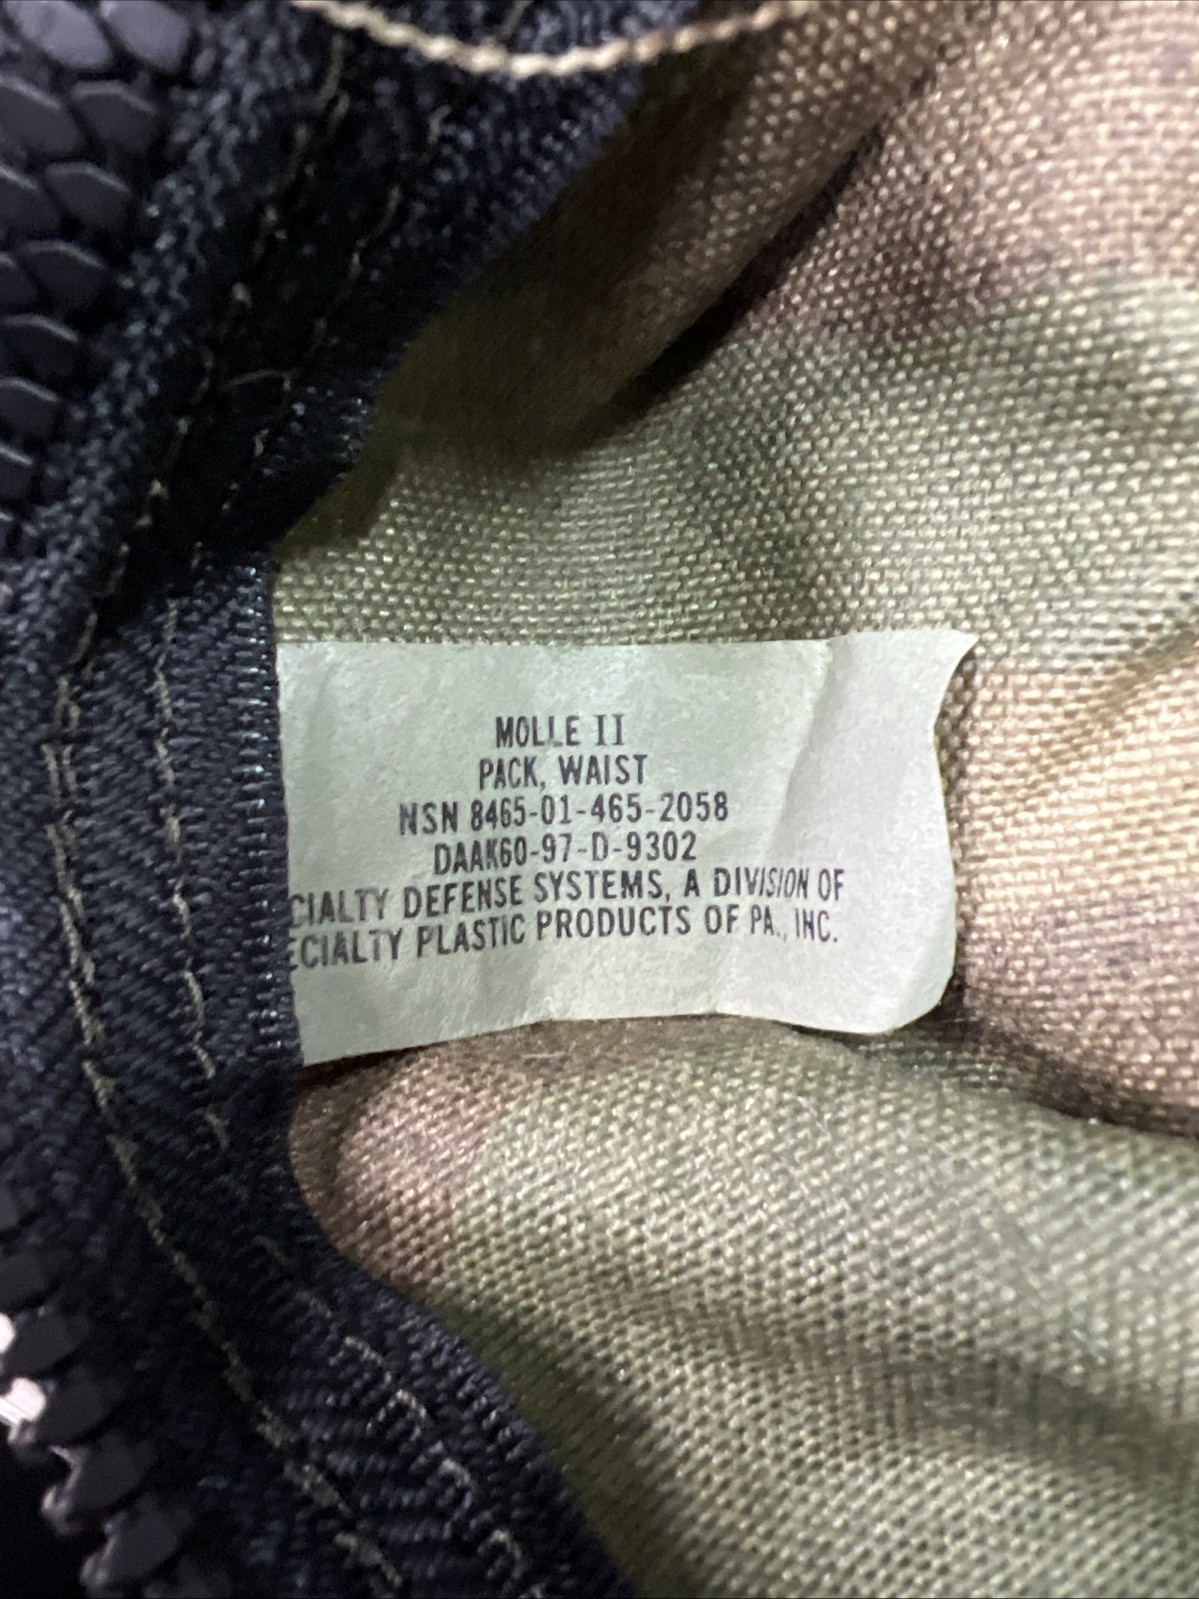 MOLLE II
PACK, WAIST
NSN 8465-01-465-2058
DAAK60-97-D-9302
CIALTY DEFENSE SYSTEMS, A DIVISION OF
ECIALTY PLASTIC PRODUCTS OF PA., INC.